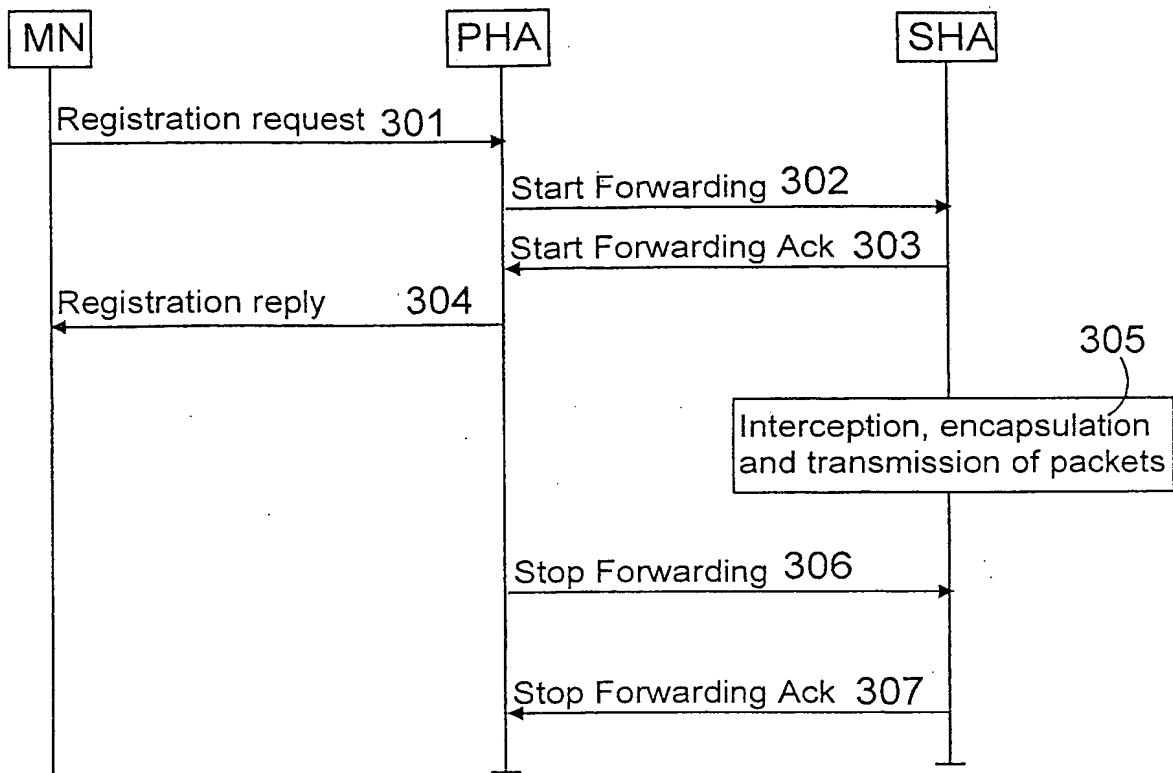 MN PHA SHA
Registration request 301
Start Forwarding 302
Start Forwarding Ack 303
Registration reply 304
305
Interception, encapsulation
and transmission of packets
Stop Forwarding 306
Stop Forwarding Ack 307